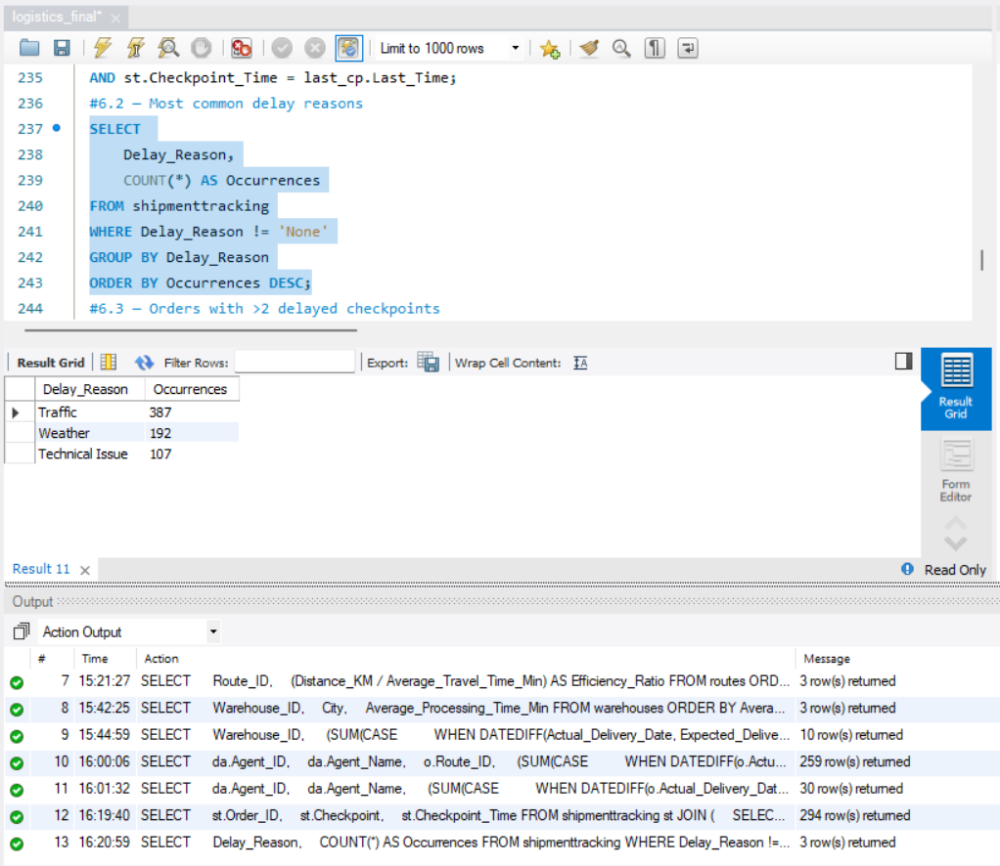 logistics_final*
Limit to 1000 rows
235 AND st.Checkpoint_Time = last_cp.Last_Time;
236 #6.2 — Most common delay reasons
237 SELECT
238 Delay_Reason,
239 COUNT(*) AS Occurrences
240 FROM shipmenttracking
241 WHERE Delay_Reason != 'None'
242 GROUP BY Delay_Reason
243 ORDER BY Occurrences DESC;
244 #6.3 — Orders with >2 delayed checkpoints
Result Grid Filter Rows: Export: Wrap Cell Content:
Delay_Reason Occurrences
Traffic 387
Weather 192
Technical Issue 107
Result
Grid
Form
Editor
Result 11 Read Only
Output
Action Output
# Time Action Message
7 15:21:27 SELECT Route_ID, (Distance_KM / Average_Travel_Time_Min) AS Efficiency_Ratio FROM routes ORD... 3 row(s) returned
8 15:42:25 SELECT Warehouse_ID, City, Average_Processing_Time_Min FROM warehouses ORDER BY Avera... 3 row(s) returned
9 15:44:59 SELECT Warehouse_ID, (SUM(CASE WHEN DATEDIFF(Actual_Delivery_Date, Expected_Delive... 10 row(s) returned
10 16:00:06 SELECT da.Agent_ID, da.Agent_Name, o.Route_ID, (SUM(CASE WHEN DATEDIFF(o.Actu... 259 row(s) returned
11 16:01:32 SELECT da.Agent_ID, da.Agent_Name, (SUM(CASE WHEN DATEDIFF(o.Actual_Delivery_Dat... 30 row(s) returned
12 16:19:40 SELECT st.Order_ID, st.Checkpoint, st.Checkpoint_Time FROM shipmenttracking st JOIN ( SELEC... 294 row(s) returned
13 16:20:59 SELECT Delay_Reason, COUNT(*) AS Occurrences FROM shipmenttracking WHERE Delay_Reason !=... 3 row(s) returned